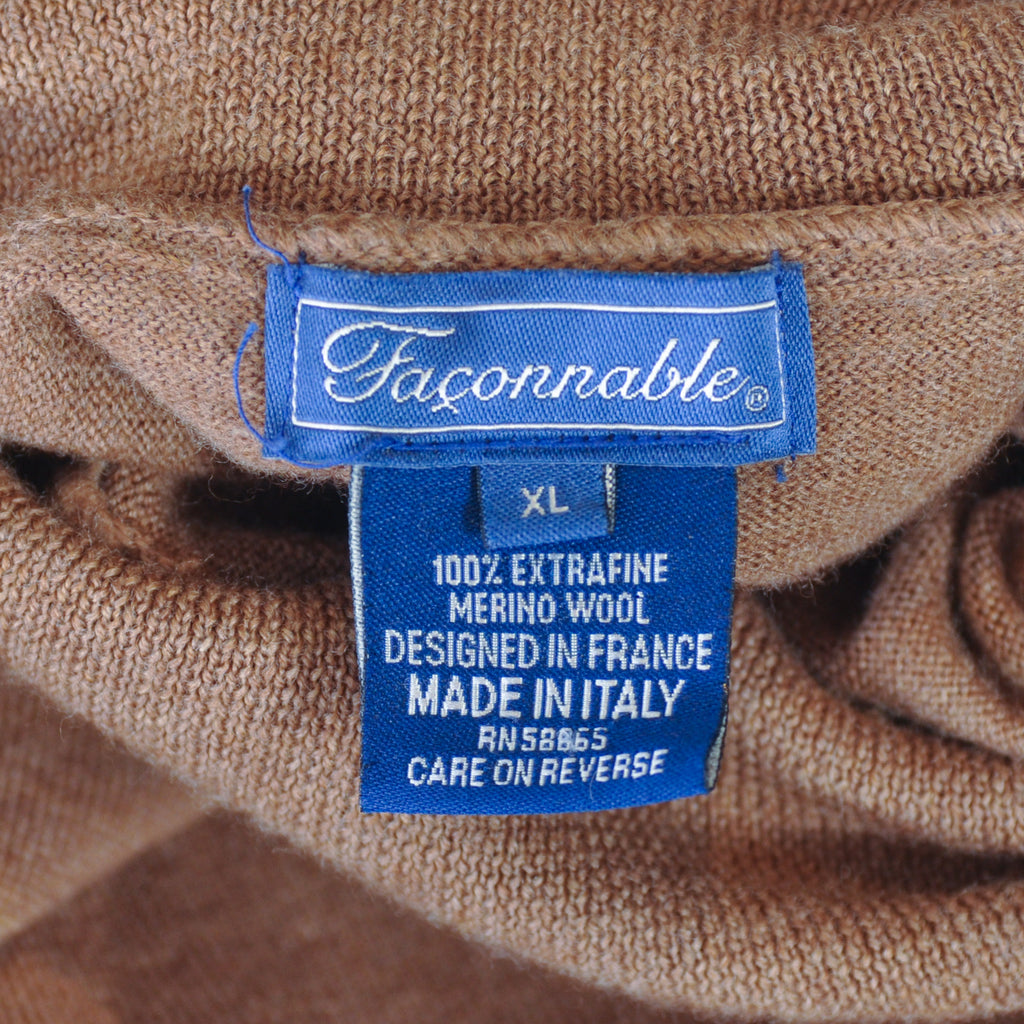 Façonnable®
XL
100% EXTRAFINE
MERINO WOOL
DESIGNED IN FRANCE
MADE IN ITALY
RN58865
CARE ON REVERSE